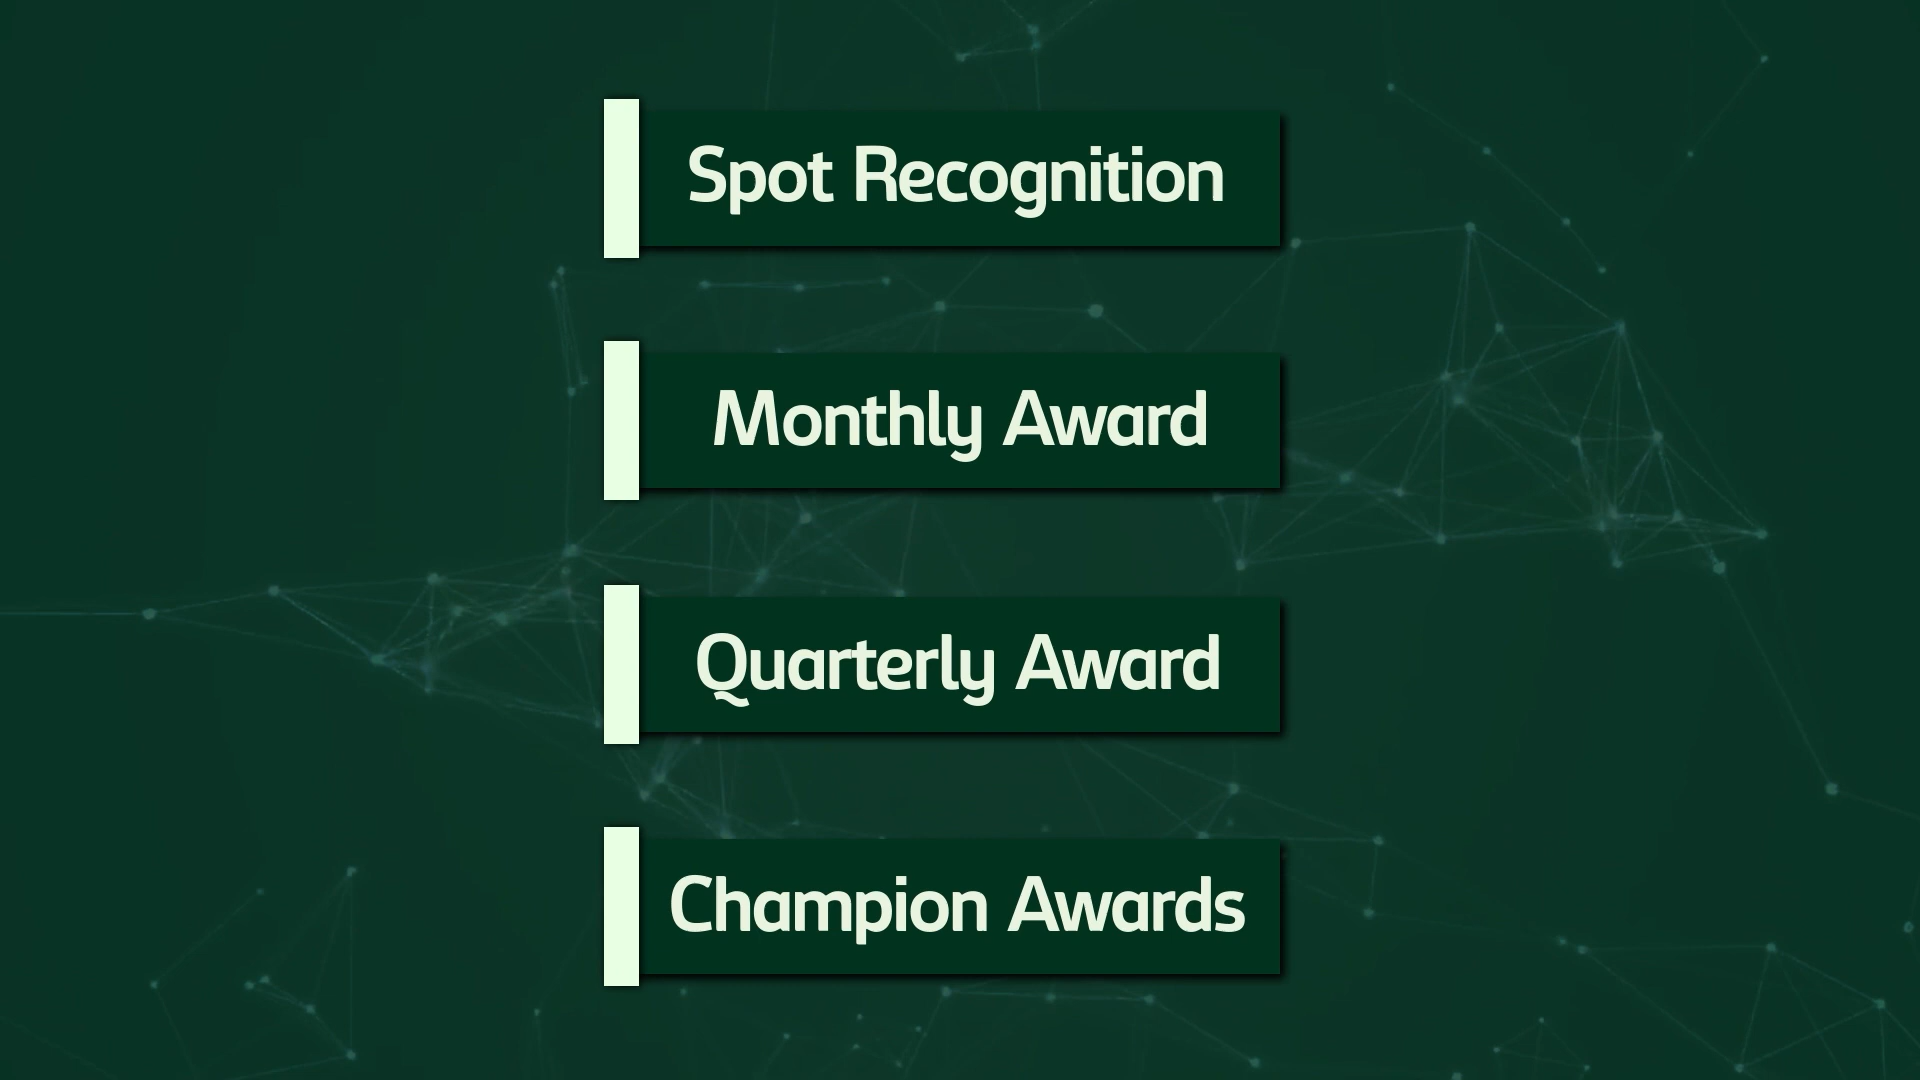 Spot Recognition
Monthly Award
Quarterly Award
Champion Awards